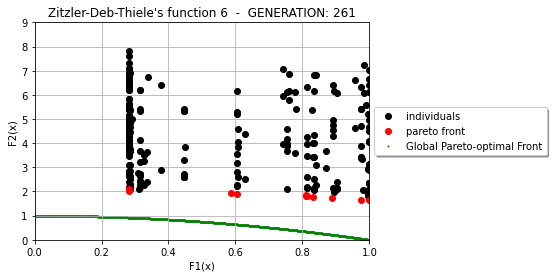 Zitzler-Deb-Thiele's function 6 - GENERATION: 261
9
8
7
6
5
4
3
2
1
0
F2(x)
0.0 0.2 0.4 0.6 0.8 1.0
F1(x)
individuals
pareto front
Global Pareto-optimal Front